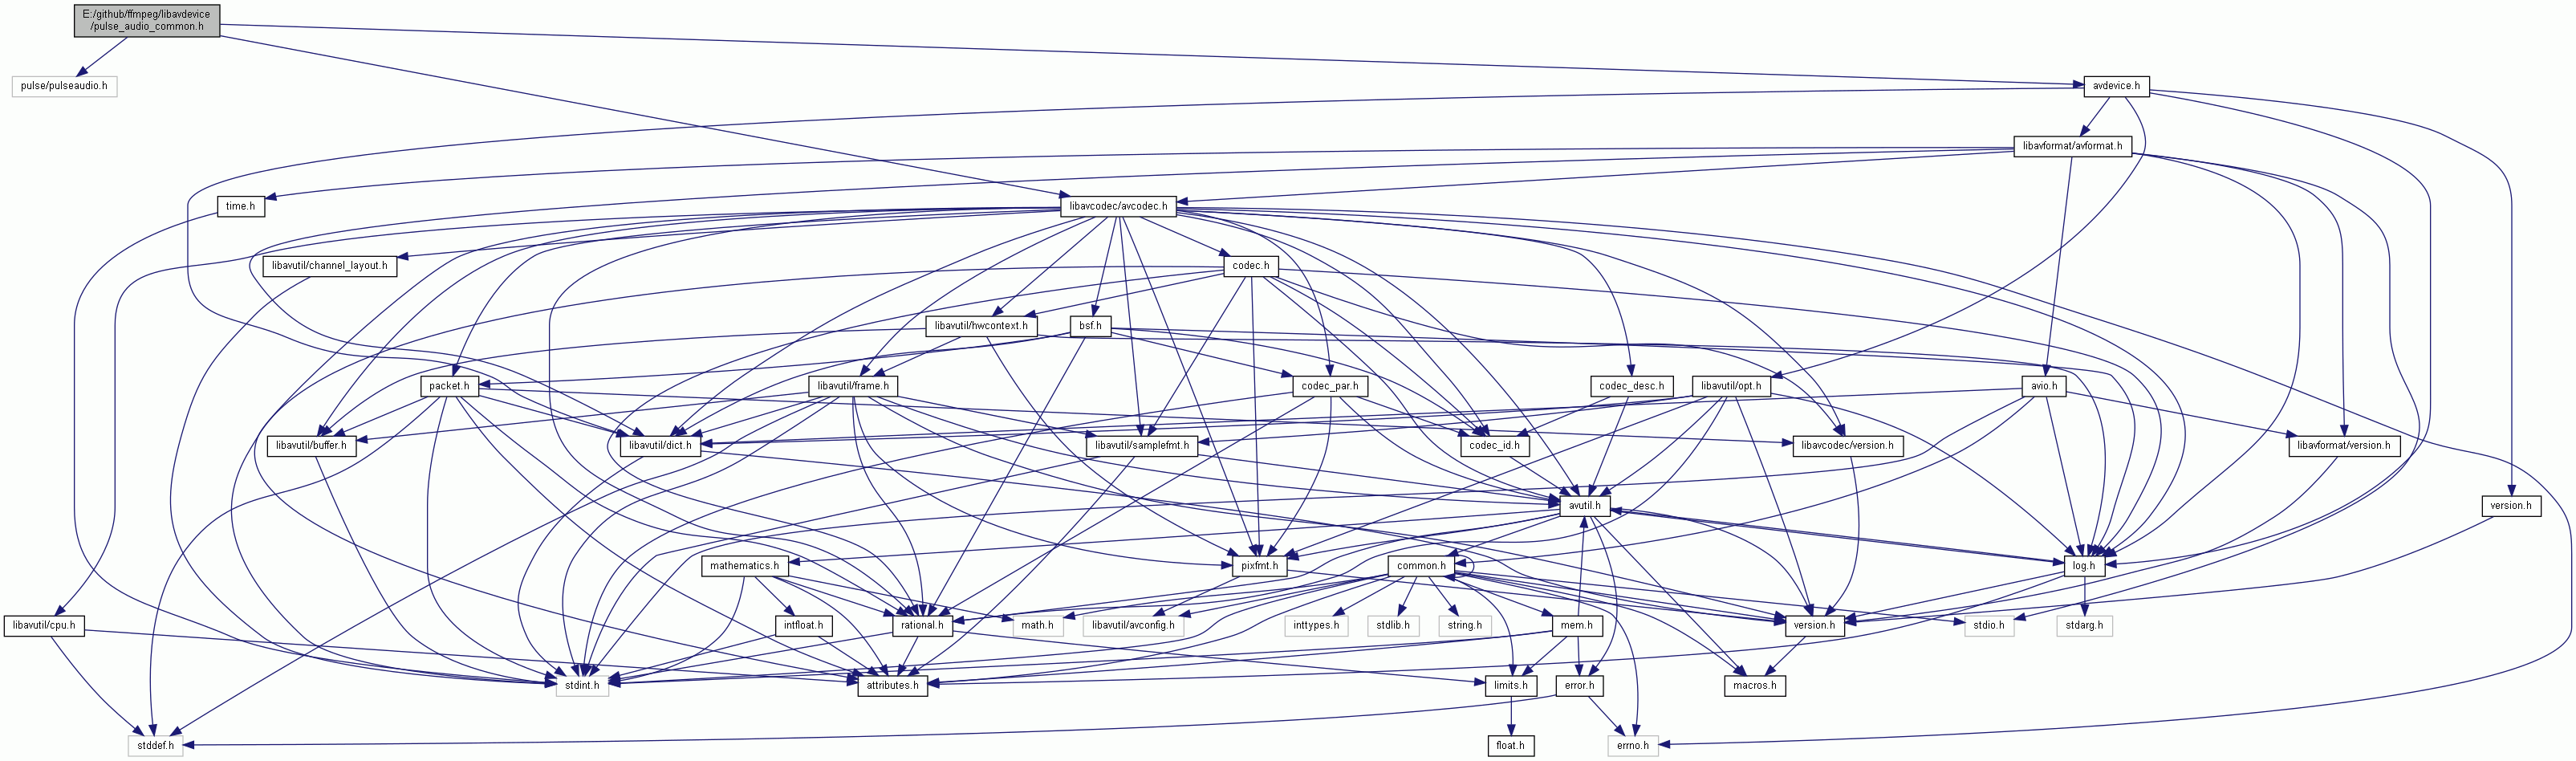 E:/github/ffmpeg/libavdevice
/pulse_audio_common.h
pulse/pulseaudio.h
avdevice.h
libavformat/avformat.h
time.h
libavcodec/avcodec.h
libavutil/channel_layout.h
codec.h
libavutil/hwcontext.h
bsf.h
packet.h
libavutil/frame.h
codec_par.h
codec_desc.h
libavutil/opt.h
avio.h
libavutil/buffer.h
libavutil/dict.h
libavutil/samplefmt.h
codec_id.h
libavcodec/version.h
libavformat/version.h
avutil.h
version.h
mathematics.h
pixfmt.h
common.h
log.h
libavutil/cpu.h
intfloat.h
rational.h
math.h
libavutil/avconfig.h
inttypes.h
stdlib.h
string.h
mem.h
version.h
stdio.h
stdarg.h
stdint.h
attributes.h
limits.h
error.h
macros.h
stddef.h
float.h
errno.h